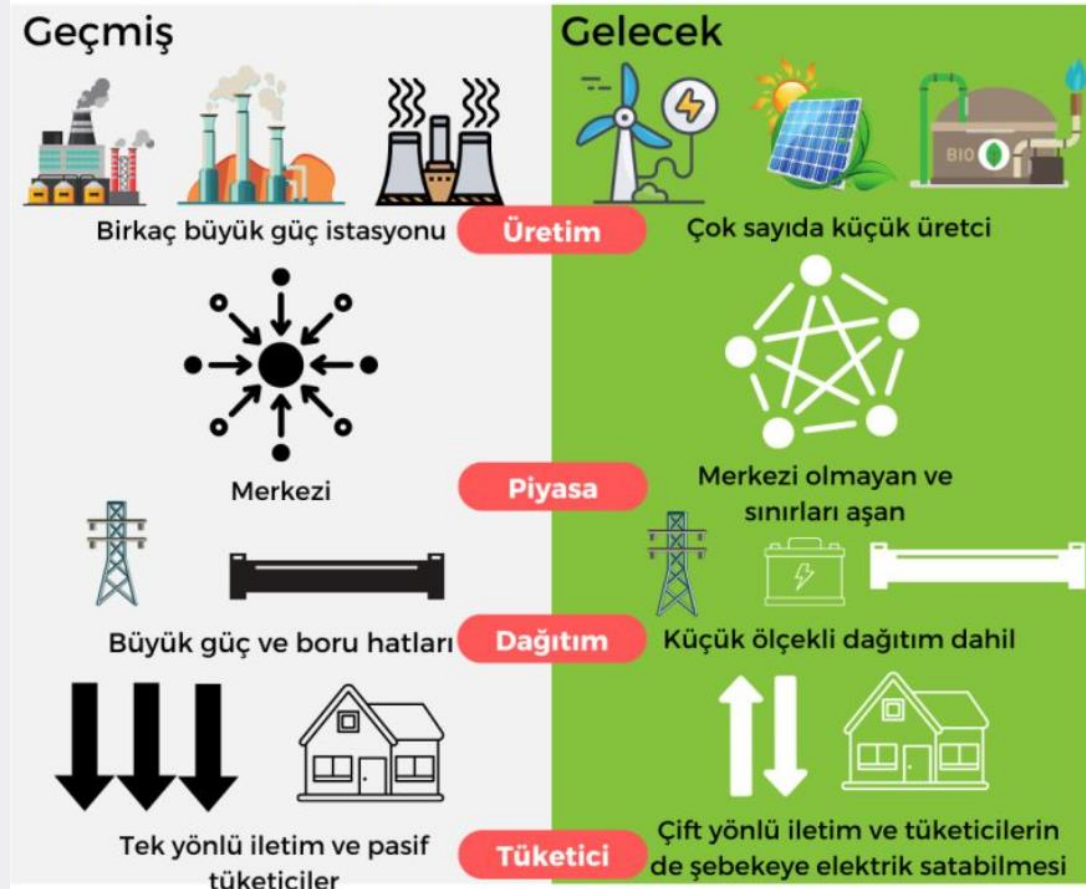 Geçmiş
Gelecek
BIO
Birkaç büyük güç istasyonu
Üretim
Çok sayıda küçük üretci
Merkezi
Piyasa
Merkezi olmayan ve
sınırları aşan
Büyük güç ve boru hatları
Dağıtım
Küçük ölçekli dağıtım dahil
Tek yönlü iletim ve pasif
tüketiciler
Tüketici
Çift yönlü iletim ve tüketicilerin
de şebekeye elektrik satabilmesi